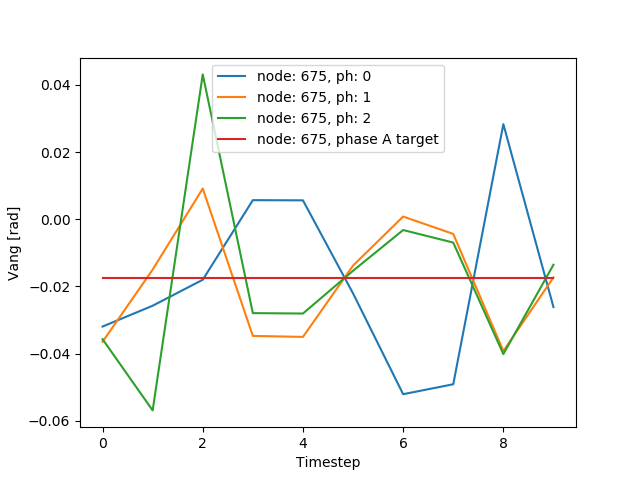 node: 675, ph: 0
node: 675, ph: 1
node: 675, ph: 2
node: 675, phase A target
Vang [rad]
0.04
0.02
0.00
−0.02
−0.04
−0.06
0 2 4 6 8
Timestep